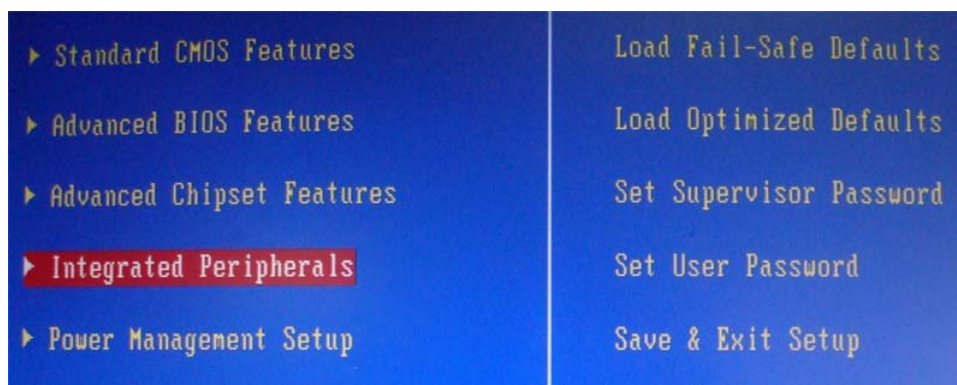 Standard CMOS Features
Advanced BIOS Features
Advanced Chipset Features
Integrated Peripherals
Power Management Setup
Load Fail-Safe Defaults
Load Optimized Defaults
Set Supervisor Password
Set User Password
Save & Exit Setup